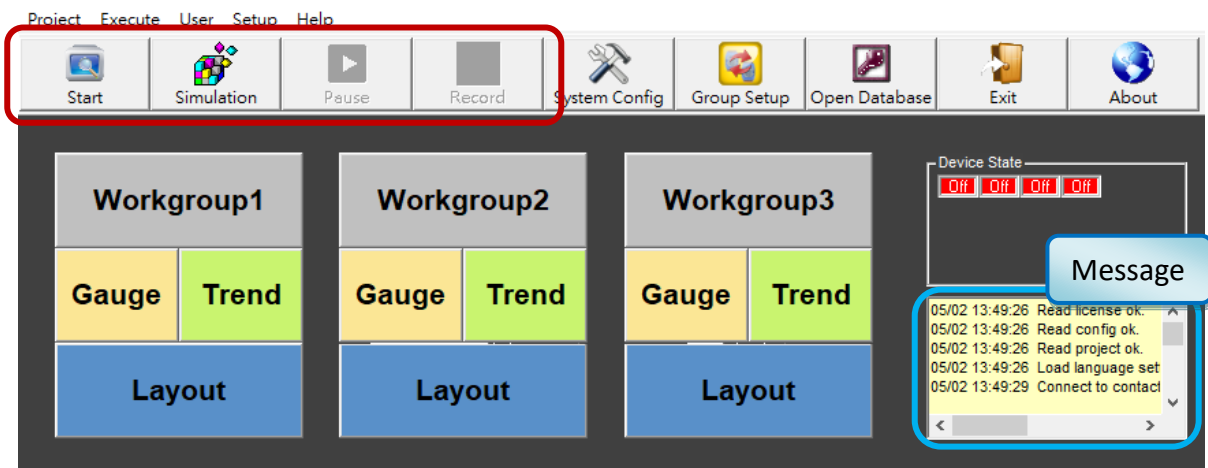 Project Execute User Setup Help
Start Simulation Pause Record System Config Group Setup Open Database Exit About
Workgroup1 Workgroup2 Workgroup3
Device State
Off Off Off Off
Gauge Trend Gauge Trend Gauge Trend
Message
05/02 13:49:26 Read license ok.
05/02 13:49:26 Read config ok.
05/02 13:49:26 Read project ok.
05/02 13:49:26 Load language set
05/02 13:49:29 Connect to contact
Layout Layout Layout